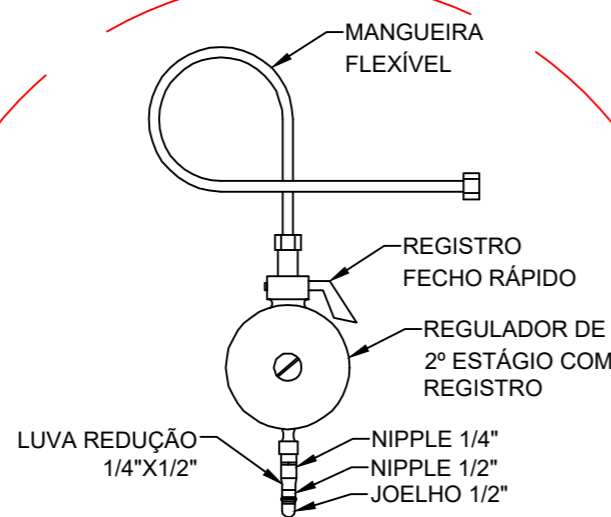 MANGUEIRA
FLEXÍVEL
REGISTRO
FECHO RÁPIDO
REGULADOR DE
2º ESTÁGIO COM
REGISTRO
LUVA REDUÇÃO
1/4"X1/2"
NIPPLE 1/4"
NIPPLE 1/2"
JOELHO 1/2"